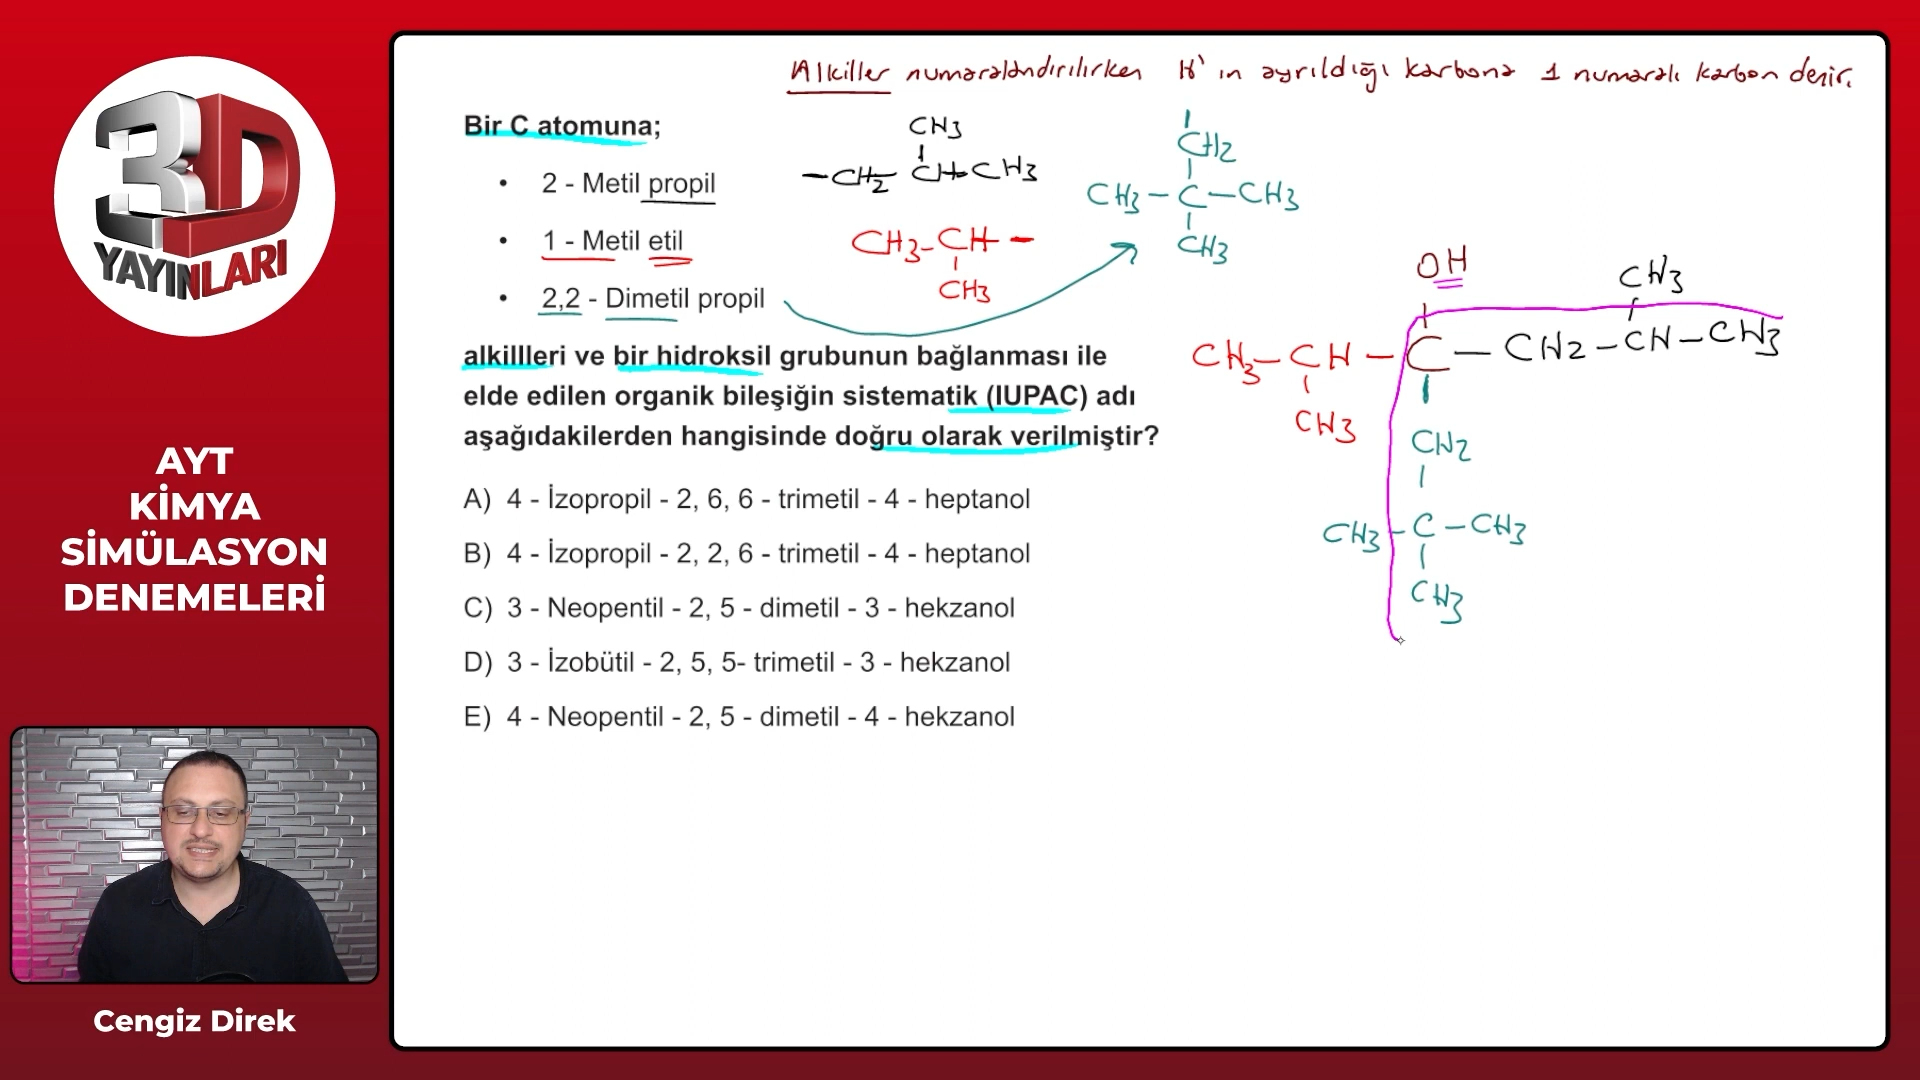 3D
YAYINLARI
AYT
KİMYA
SİMÜLASYON
DENEMELERİ
Cengiz Direk
Alkiller numaralandırılırken H'ın ayrıldığı karbona 1 numaralı karbon denir.
Bir C atomuna;
• 2 - Metil propil
• 1 - Metil etil
• 2,2 - Dimetil propil
alkillleri ve bir hidroksil grubunun bağlanması ile
elde edilen organik bileşiğin sistematik (IUPAC) adı
aşağıdakilerden hangisinde doğru olarak verilmiştir?
A) 4 - İzopropil - 2, 6, 6 - trimetil - 4 - heptanol
B) 4 - İzopropil - 2, 2, 6 - trimetil - 4 - heptanol
C) 3 - Neopentil - 2, 5 - dimetil - 3 - hekzanol
D) 3 - İzobütil - 2, 5, 5- trimetil - 3 - hekzanol
E) 4 - Neopentil - 2, 5 - dimetil - 4 - hekzanol
CH3
-CH2 CH-CH3
CH3-CH-
CH3
CH2
CH3-C-CH3
CH3
OH
CH3
CH3-CH-C-CH2-CH-CH3
CH3
CH2
CH3-C-CH3
CH3